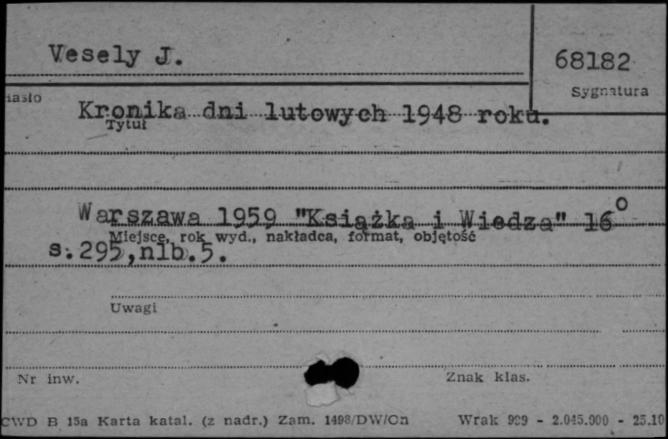 Vesely J.
68182
Sygnatura
Hasło
Kronika dni lutowych 1948 roku.
Tytuł
Warszawa 1959 "Książka i Wiedza" 16°
Miejsce, rok wyd., nakładca, format, objętość
s.295,nlb.5.
Uwagi
Nr inw.
Znak klas.
CWD B 15a Karta katal. (z nadr.) Zam. 1498/DW/Cn Wrak 999 - 2.045.000 - 25.10